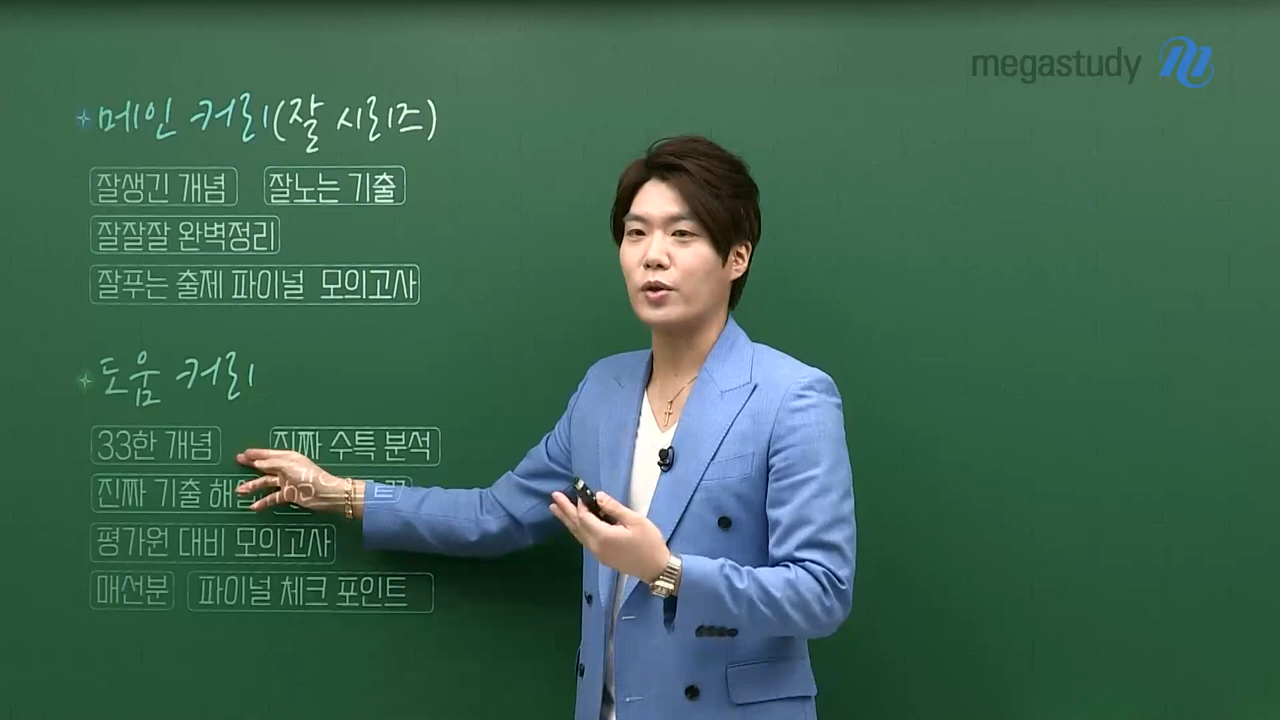 megastudy
메인 커리(잘 시리즈)
잘생긴 개념 잘노는 기출
잘잘잘 완벽정리
잘푸는 출제 파이널 모의고사
도움 커리
33한 개념 진짜 수특 분석
진짜 기출 해 끝
평가원 대비 모의고사
매선분 파이널 체크 포인트